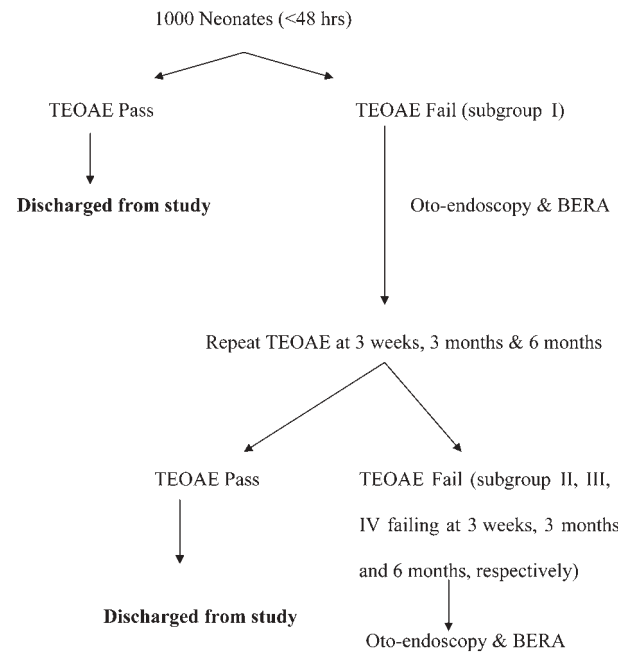 1000 Neonates (<48 hrs)
TEOAE Pass
TEOAE Fail (subgroup I)
Discharged from study
Oto-endoscopy & BERA
Repeat TEOAE at 3 weeks, 3 months & 6 months
TEOAE Pass
TEOAE Fail (subgroup II, III,
IV failing at 3 weeks, 3 months
and 6 months, respectively)
Discharged from study
Oto-endoscopy & BERA